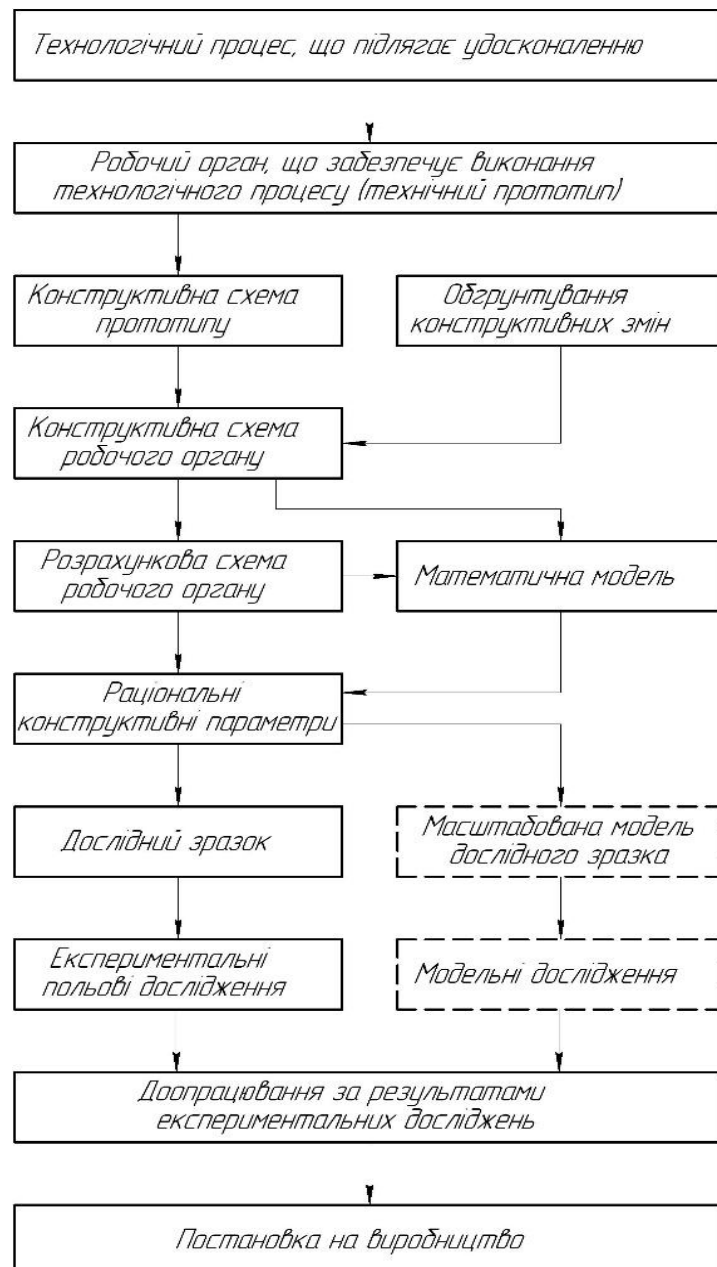 Технологічний процес, що підлягає удосконаленню
Робочий орган, що забезпечує виконання
технологічного процесу (технічний прототип)
Конструктивна схема
прототипу
Обгрунтування
конструктивних змін
Конструктивна схема
робочого органу
Розрахункова схема
робочого органу
Математична модель
Раціональні
конструктивні параметри
Дослідний зразок
Масштабована модель
дослідного зразка
Експериментальні
польові дослідження
Модельні дослідження
Доопрацювання за результатами
експериментальних досліджень
Постановка на виробництво